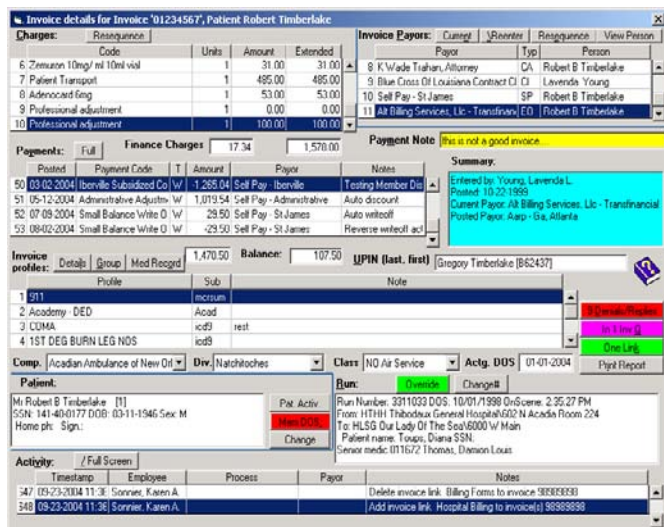 Invoice details for Invoice '01234567', Patient Robert Timberlake
Charges: Resequence
Code Units Amount Extended
6 Zemuron 10mg/ ml 10ml vial 1 31.00 31.00
7 Patient Transport 1 485.00 485.00
8 Adenocard 6mg 1 53.00 53.00
9 Professional adjustment 1 0.00 0.00
10 Professional adjustment 1 100.00 100.00
Invoice Payors: Current Reorder Resequence View Person
Payor Typ Person
8 K Wade Trahan, Attorney CA Robert B Timberlake
9 Blue Cross Of Louisiana Contract Cl CI Lavenda Young
10 Self Pay - St James SP Robert B Timberlake
11 Alt Billing Services, Llc - Transfinan EO Robert B Timberlake
Finance Charges 17.34 1,578.00
Payment Note this is not a good invoice....
Payments: Full
Posted Payment Code T Amount Payor Notes
50 03-02-2004 Iberville Subsidized Co W -1,265.04 Self Pay - Iberville Testing Member Dis
51 05-12-2004 Administrative Adjustm W 1,019.54 Self Pay - Administrative Auto discount
52 07-09-2004 Small Balance Write O W 29.50 Self Pay - St James Auto writeoff
53 08-02-2004 Small Balance Write O W -29.50 Self Pay - St James Reverse writeoff act
Summary:
Entered by: Young, Lavenda L.
Posted: 10-22-1999
Current Payor: Alt Billing Services, Llc - Transfinancial
Posted Payor: Aarp - Ga, Atlanta
Invoice profiles: Details Group Med Record 1,470.50 Balance: 107.50 UPIN (last, first) Gregory Timberlake [B62437]
Profile Sub Note
1 911 mcrsum
2 Academy - DED Acad
3 COMA icd9 rest
4 1ST DEG BURN LEG NOS icd9
Denials/Replies
In 1 Inv Q
One Link
Print Report
Comp. Acadian Ambulance of New Orl Div. Natchitoches Class NO Air Service Actg. DOS 01-01-2004
Patient:
Mr Robert B Timberlake [1]
SSN: 141-40-0177 DOB: 03-11-1946 Sex: M
Home ph: Sign.:
Pat. Activ
Change
Run: Override Change#
Run Number: 3311033 DOS: 10/01/1998 OnScene: 2:35:27 PM
From: HTHH Thibodaux General Hospital\602 N Acadia Room 224
To: HLSG Our Lady Of The Sea\6000 W Main
Patient name: Toups, Diana SSN:
Senior medic: 011672 Thomas, Damion Louis
Activity: / Full Screen
Timestamp Employee Process Payor Notes
547 09-23-2004 11:36 Sonnier, Karen A. Delete invoice link Billing Forms to invoice 98989898
548 09-23-2004 11:36 Sonnier, Karen A. Add invoice link Hospital Billing to invoice(s) 98989898